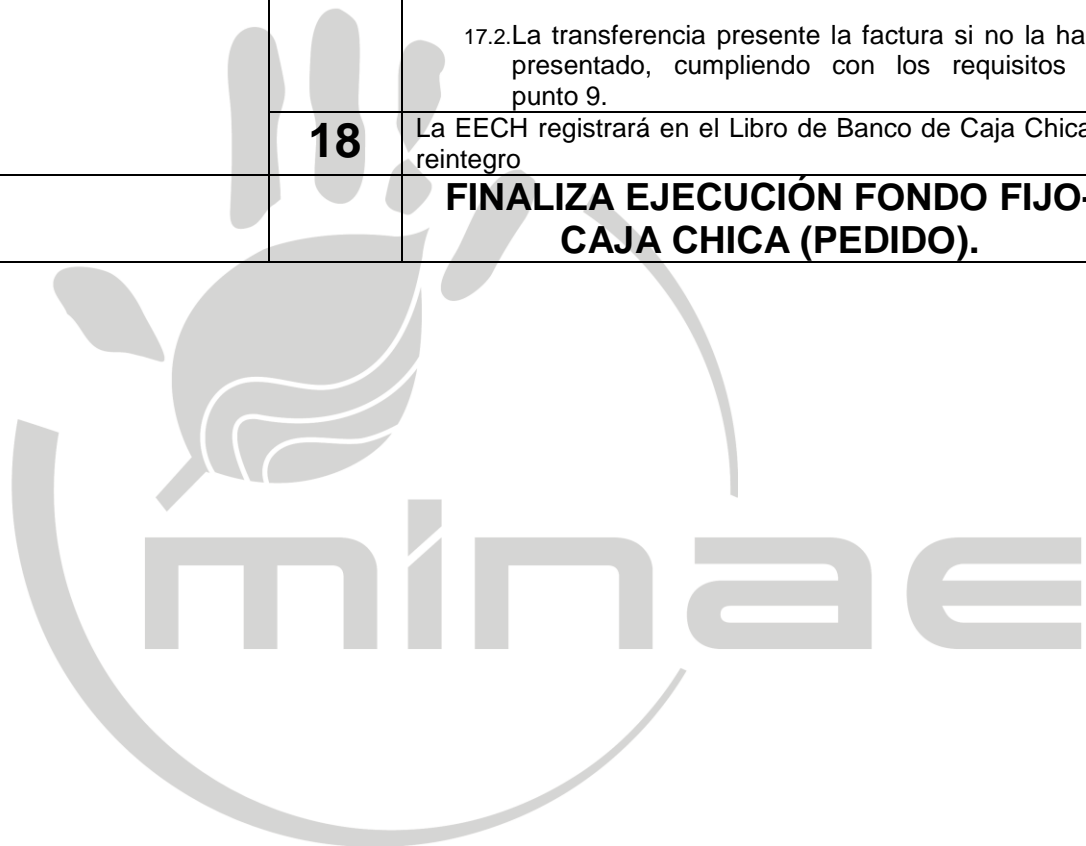 17.2.La transferencia presente la factura si no la ha
presentado, cumpliendo con los requisitos
punto 9.
18
La EECH registrará en el Libro de Banco de Caja Chica
reintegro
FINALIZA EJECUCIÓN FONDO FIJO-
CAJA CHICA (PEDIDO).
minae